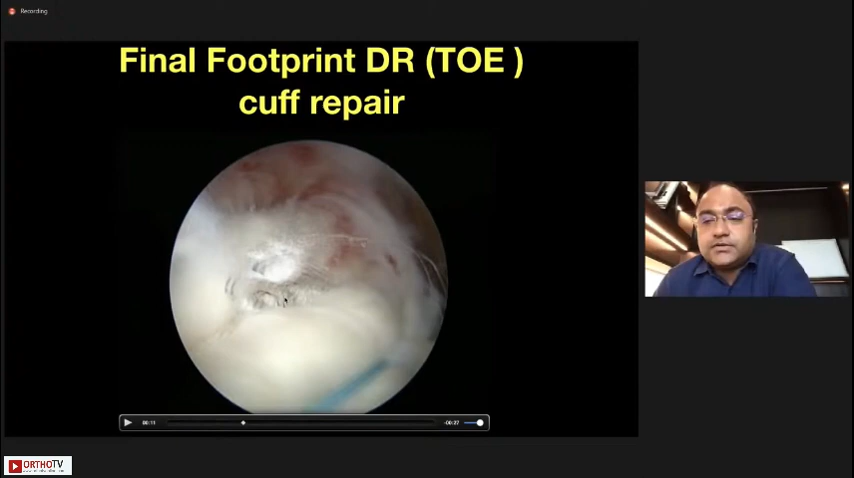 Recording
Final Footprint DR (TOE )
cuff repair
00:11
-00:27
ORTHOTV